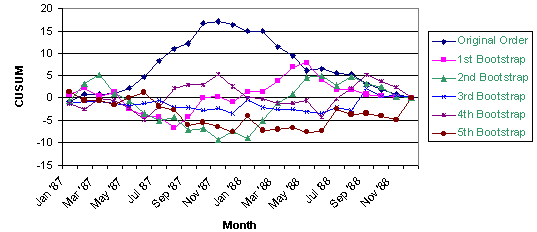 20
15
10
5
0
-5
-10
-15
CUSUM
Jan '87
Mar '87
May '87
Jul '87
Sep '87
Nov '87
Jan '88
Mar '88
May '88
Jul '88
Sep '88
Nov '88
Month
Original Order
1st Bootstrap
2nd Bootstrap
3rd Bootstrap
4th Bootstrap
5th Bootstrap